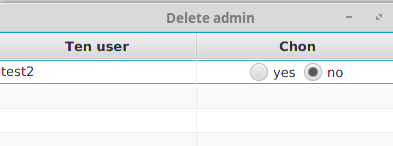 Delete admin
Ten user Chon
test2 yes no